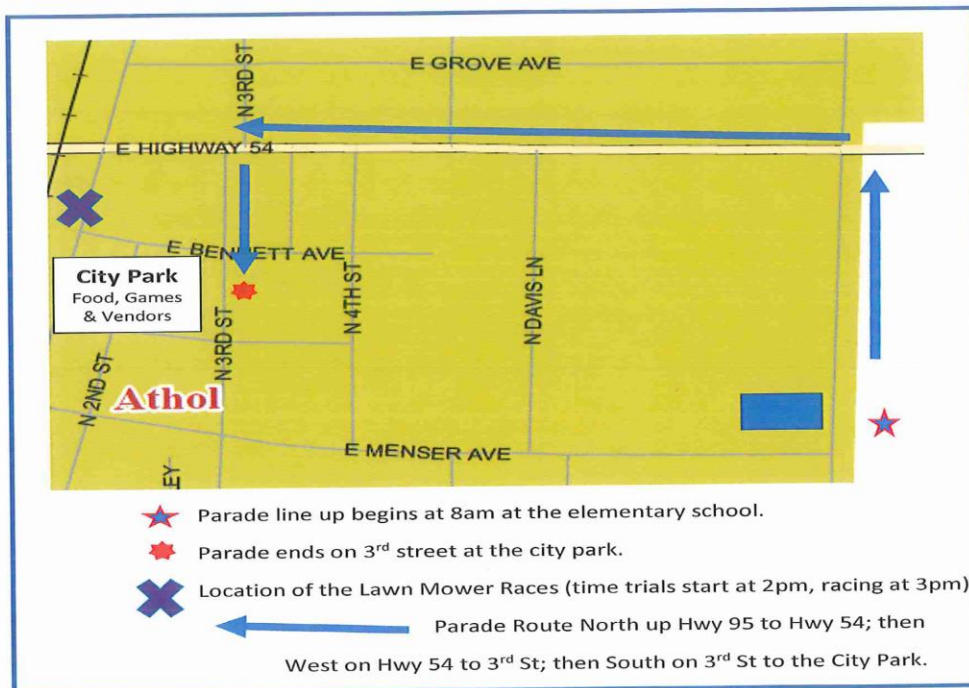 E GROVE AVE
N 3RD ST
E HIGHWAY 54
E BENNETT AVE
City Park
Food, Games
& Vendors
N 3RD ST
N 4TH ST
N DAVIS LN
N 2ND ST
Athol
E MENSER AVE
LEY
Parade line up begins at 8am at the elementary school.
Parade ends on 3rd street at the city park.
Location of the Lawn Mower Races (time trials start at 2pm, racing at 3pm)
Parade Route North up Hwy 95 to Hwy 54; then
West on Hwy 54 to 3rd St; then South on 3rd St to the City Park.